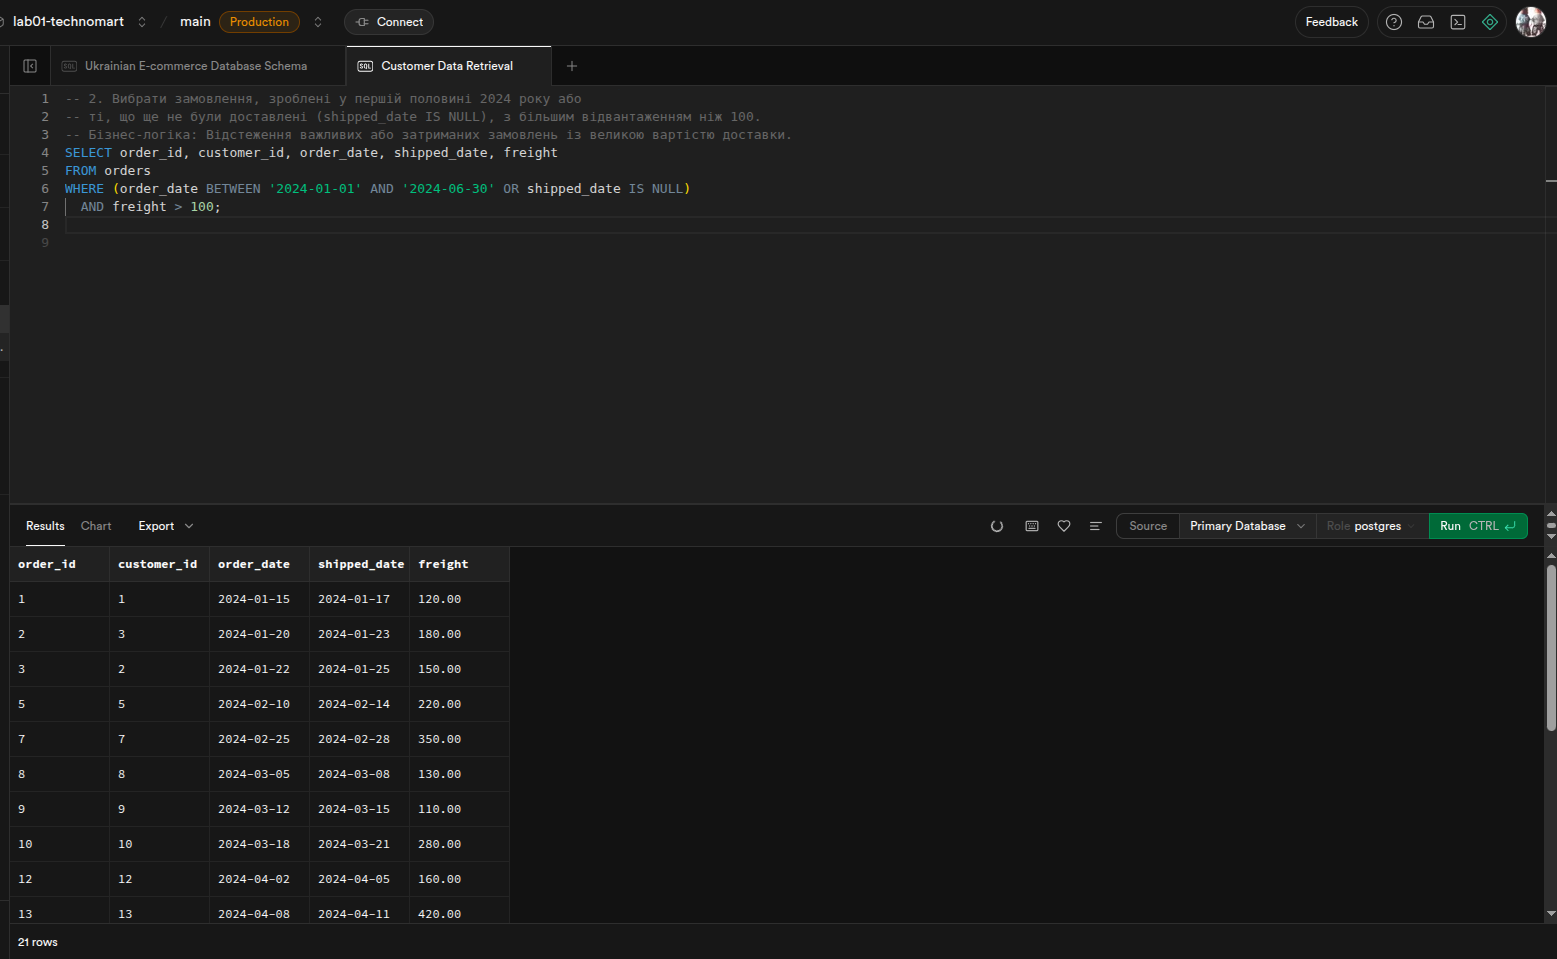 lab01-technomart / main Production Connect Feedback
SQL Ukrainian E-commerce Database Schema SQL Customer Data Retrieval
1 -- 2. Вибрати замовлення, зроблені у першій половині 2024 року або
2 -- ті, що ще не були доставлені (shipped_date IS NULL), з більшим відвантаженням ніж 100.
3 -- Бізнес-логіка: Відстеження важливих або затриманих замовлень із великою вартістю доставки.
4 SELECT order_id, customer_id, order_date, shipped_date, freight
5 FROM orders
6 WHERE (order_date BETWEEN '2024-01-01' AND '2024-06-30' OR shipped_date IS NULL)
7 AND freight > 100;
8
9
Results Chart Export Source Primary Database Role postgres Run CTRL
order_id customer_id order_date shipped_date freight
1 1 2024-01-15 2024-01-17 120.00
2 3 2024-01-20 2024-01-23 180.00
3 2 2024-01-22 2024-01-25 150.00
5 5 2024-02-10 2024-02-14 220.00
7 7 2024-02-25 2024-02-28 350.00
8 8 2024-03-05 2024-03-08 130.00
9 9 2024-03-12 2024-03-15 110.00
10 10 2024-03-18 2024-03-21 280.00
12 12 2024-04-02 2024-04-05 160.00
13 13 2024-04-08 2024-04-11 420.00
21 rows